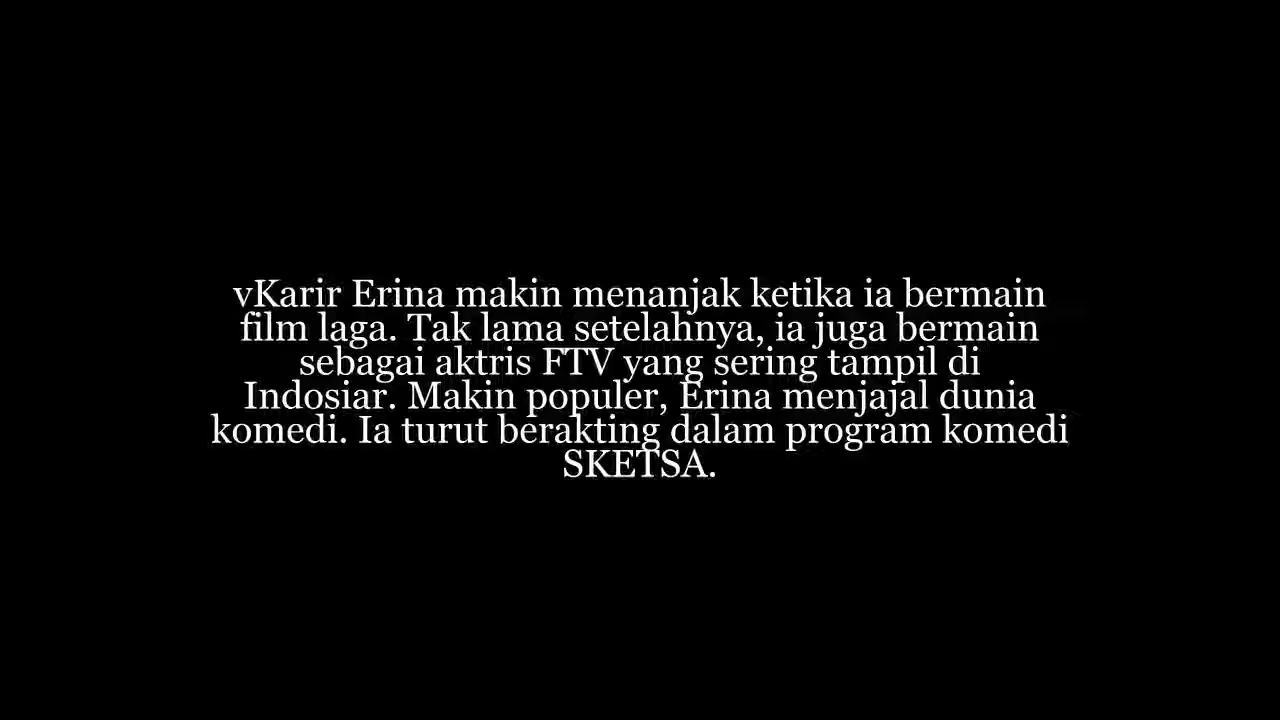 vKarir Erina makin menanjak ketika ia bermain
film laga. Tak lama setelahnya, ia juga bermain
sebagai aktris FTV yang sering tampil di
Indosiar. Makin populer, Erina menjajal dunia
komedi. Ia turut berakting dalam program komedi
SKETSA.